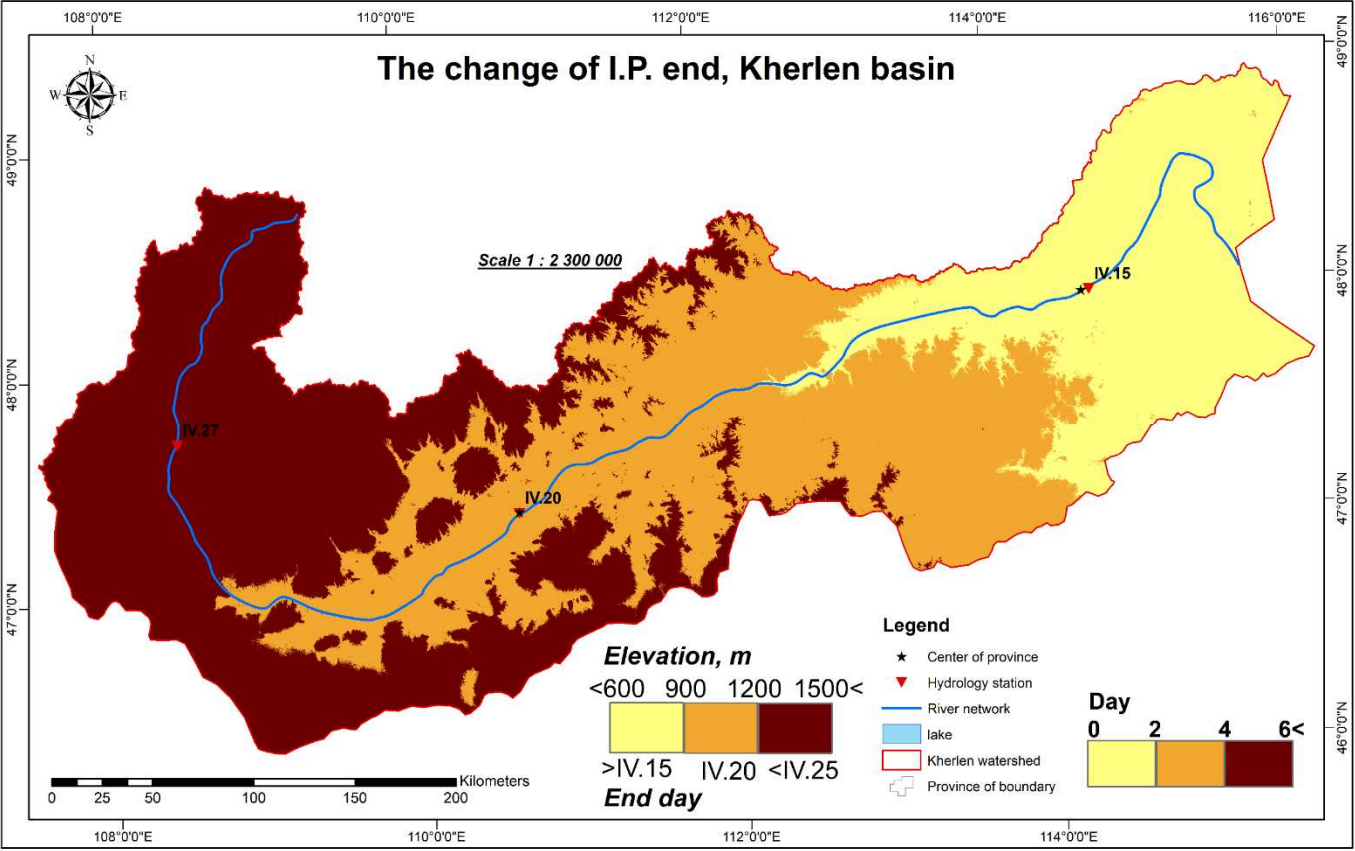 108°0'0"E 110°0'0"E 112°0'0"E 114°0'0"E 116°0'0"E
The change of I.P. end, Kherlen basin
N
W E
S
49°0'0"N
49°0'0"N
Scale 1 : 2 300 000
48°0'0"N
IV.15
48°0'0"N
IV.27
IV.20
47°0'0"N
47°0'0"N
Legend
Center of province
Hydrology station
River network
lake
Kherlen watershed
Province of boundary
Elevation, m
<600 900 1200 1500<
>IV.15 IV.20 <IV.25
End day
Day
0 2 4 6<
46°0'0"N
Kilometers
0 25 50 100 150 200
108°0'0"E 110°0'0"E 112°0'0"E 114°0'0"E